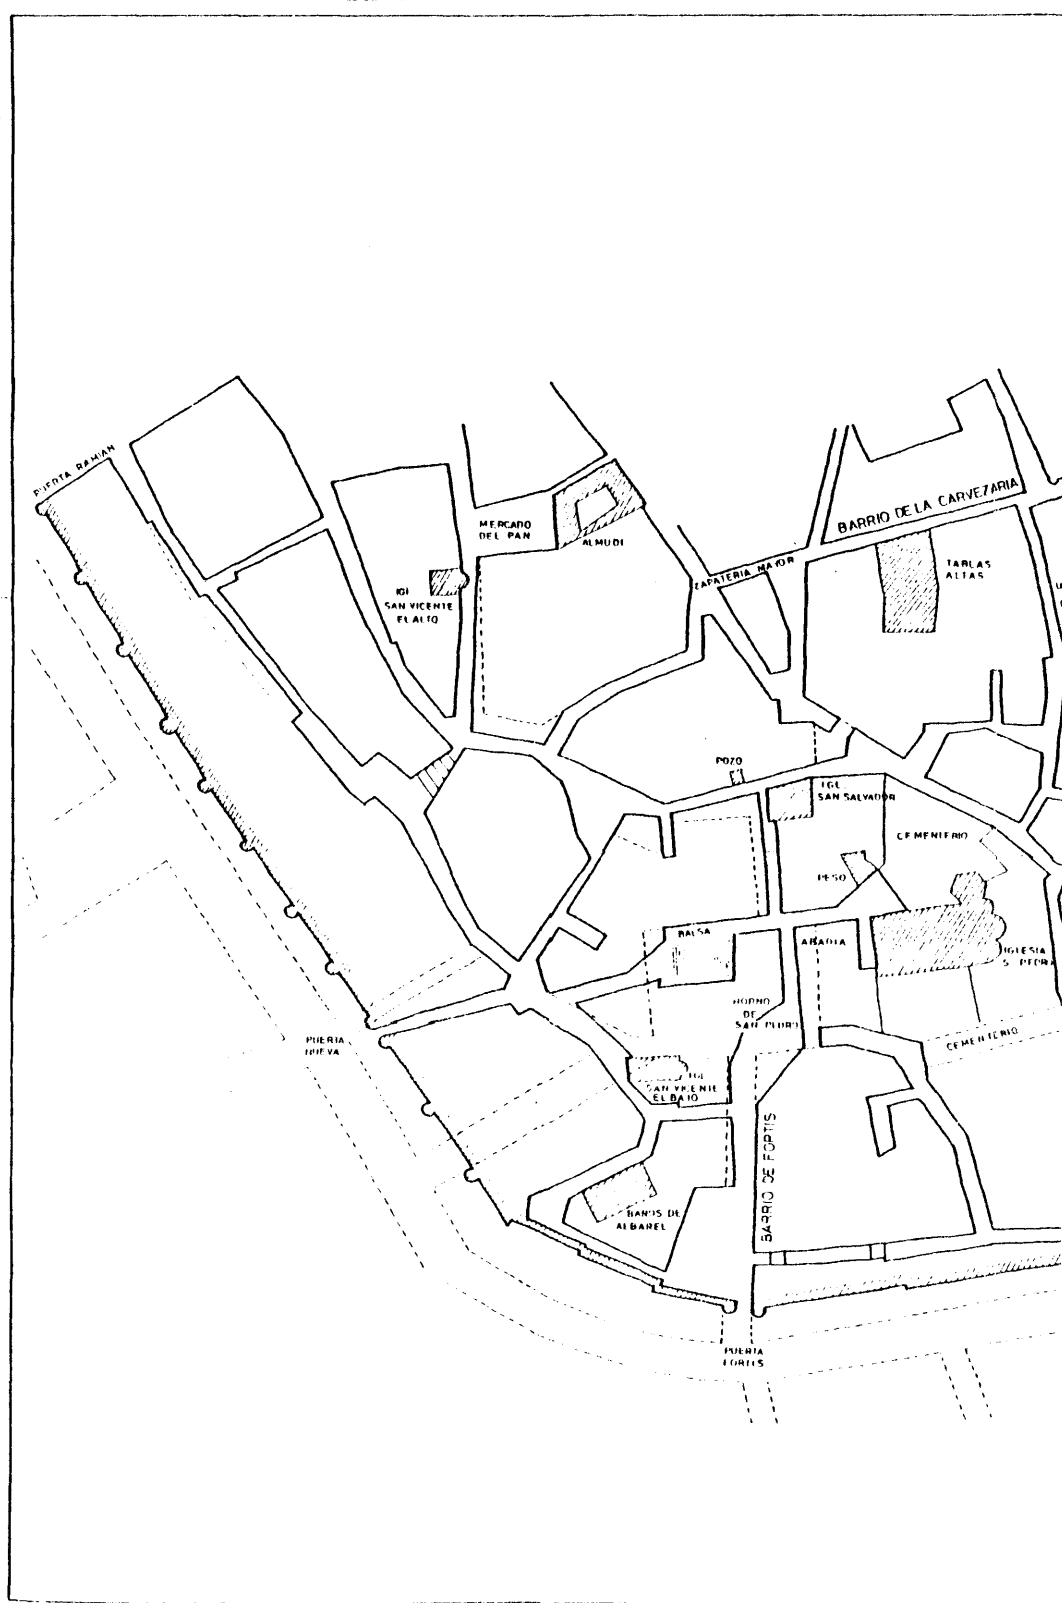 PUERTA RAMIAN
MERCADO
DEL PAN
ALMUDI
BARRIO DE LA CARVEZARIA
ZAPATERIA MAYOR
TABLAS
ALTAS
IGL
SAN VICENTE
EL ALTO
POZO
IGL
SAN SALVADOR
CEMENTERIO
PESO
BALSA
ABADIA
IGLESIA
S. PEDRO
HORNO
DE
SAN PEDRO
CEMENTERIO
PUERTA
NUEVA
IGL
SAN VICENTE
EL BAJO
BARRIO DE FORTIS
BAÑOS DE
ALBAREL
PUERTA
FORTIS